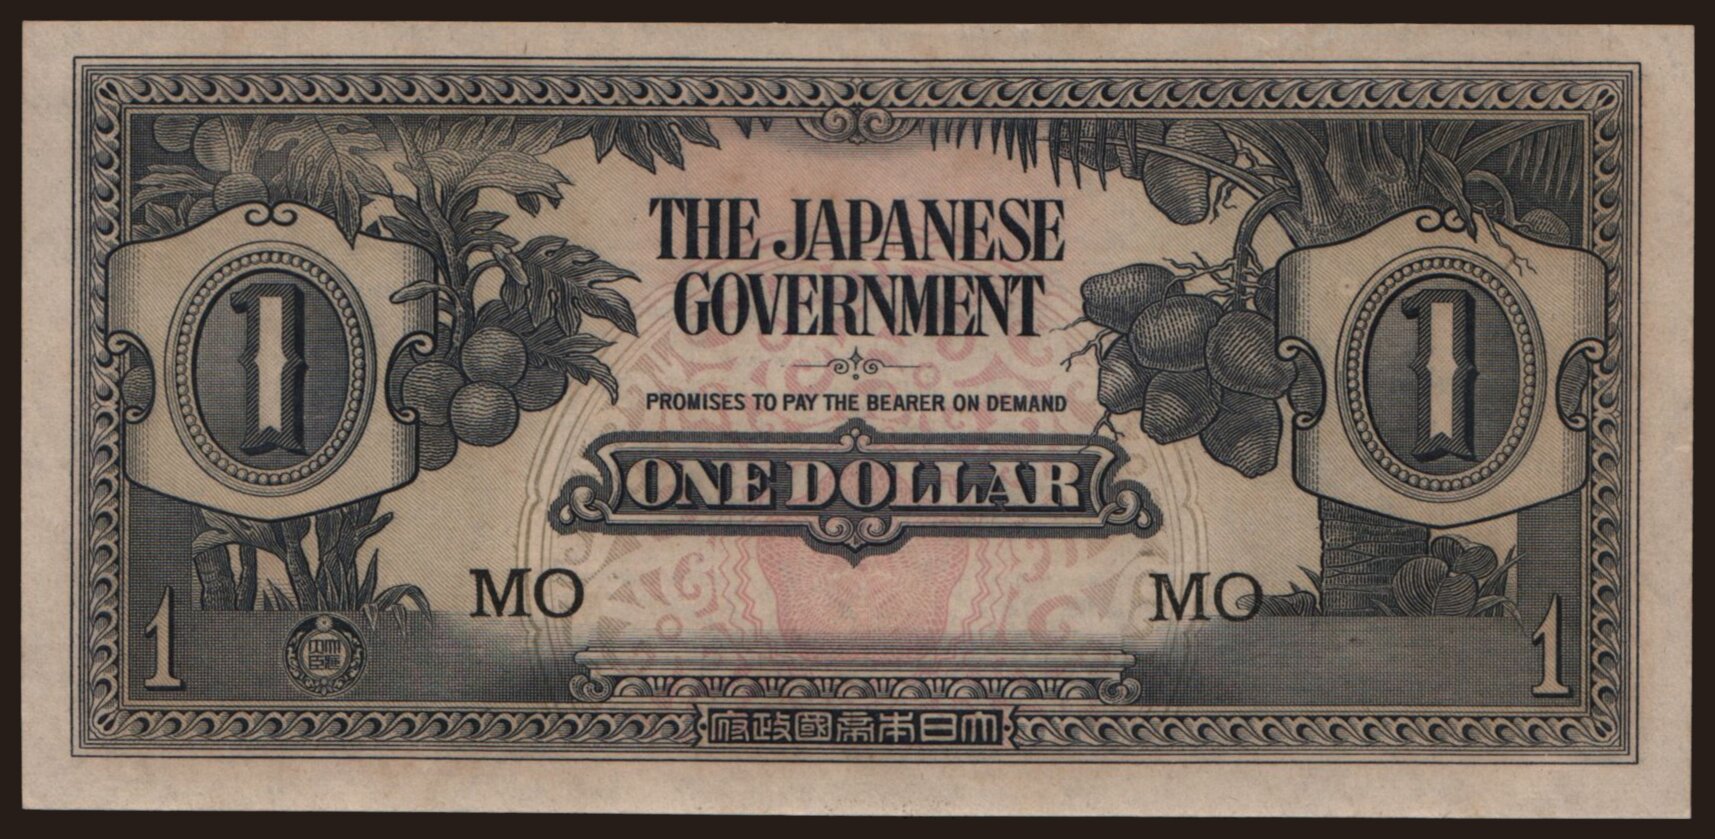 THE JAPANESE
GOVERNMENT
PROMISES TO PAY THE BEARER ON DEMAND
ONE DOLLAR
1 1
MO MO
1 1
府政國帝本日大